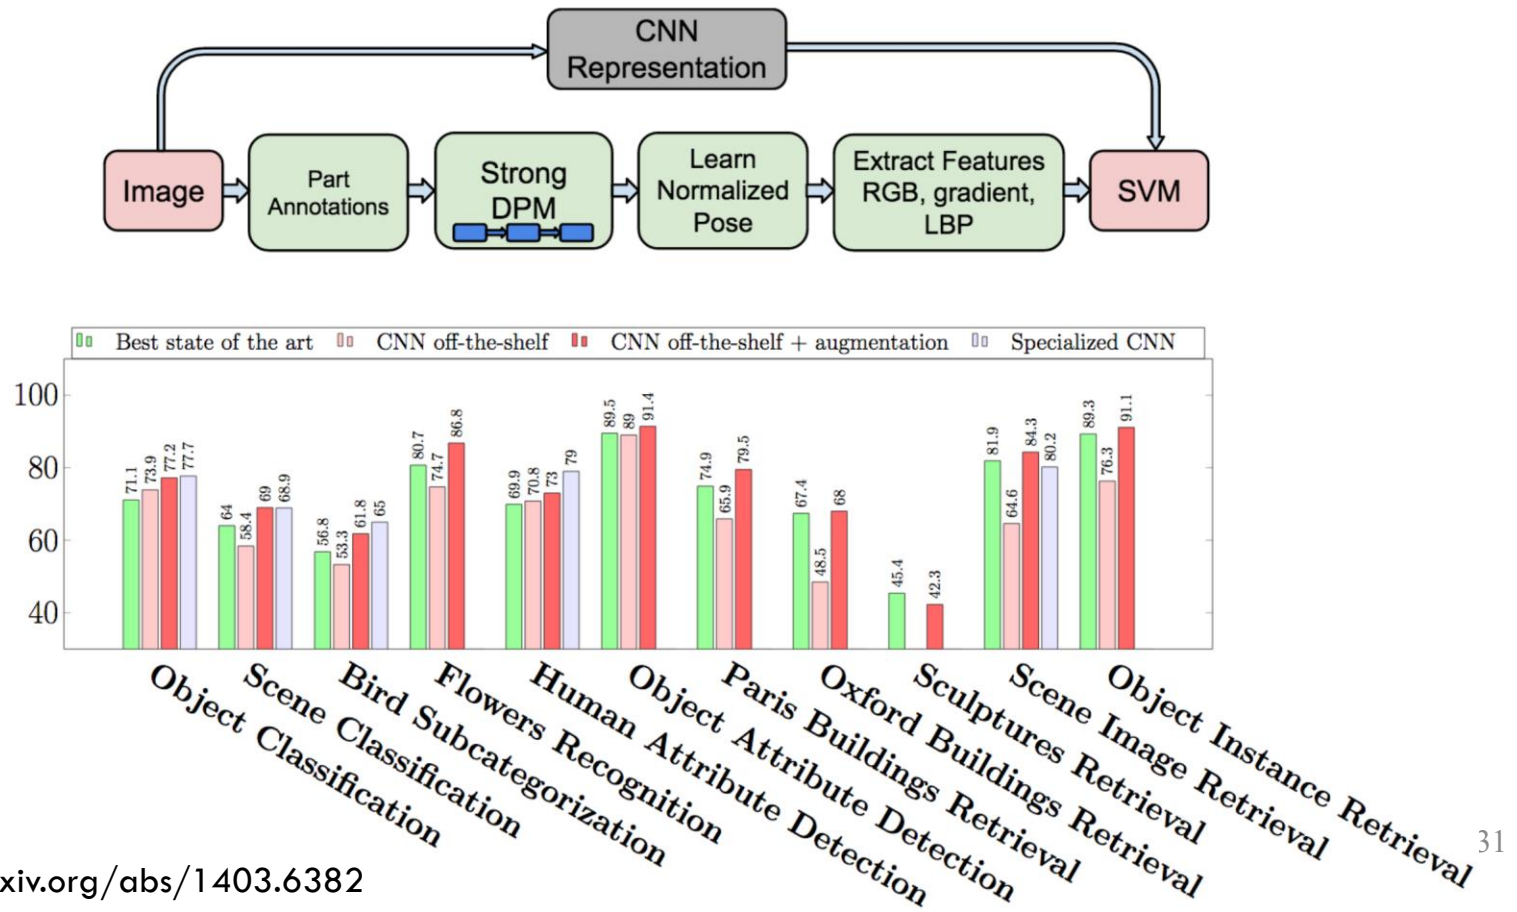 CNN
Representation
Image
Part
Annotations
Strong
DPM
Learn
Normalized
Pose
Extract Features
RGB, gradient,
LBP
SVM
Best state of the art
CNN off-the-shelf
CNN off-the-shelf + augmentation
Specialized CNN
100
80
60
40
71.1 73.9 77.2 77.7
64 58.4 69 68.9
56.8 53.3 61.8 65
80.7 74.7 86.8
69.9 70.8 73 79
89.5 89 91.4
74.9 65.9 79.5
67.4 48.5 68
45.4 42.3
81.9 64.6 84.3 80.2
89.3 76.3 91.1
Object Classification
Scene Classification
Bird Subcategorization
Flowers Recognition
Human Attribute Detection
Object Attribute Detection
Paris Buildings Retrieval
Oxford Buildings Retrieval
Sculptures Retrieval
Scene Image Retrieval
Object Instance Retrieval
31
xiv.org/abs/1403.6382